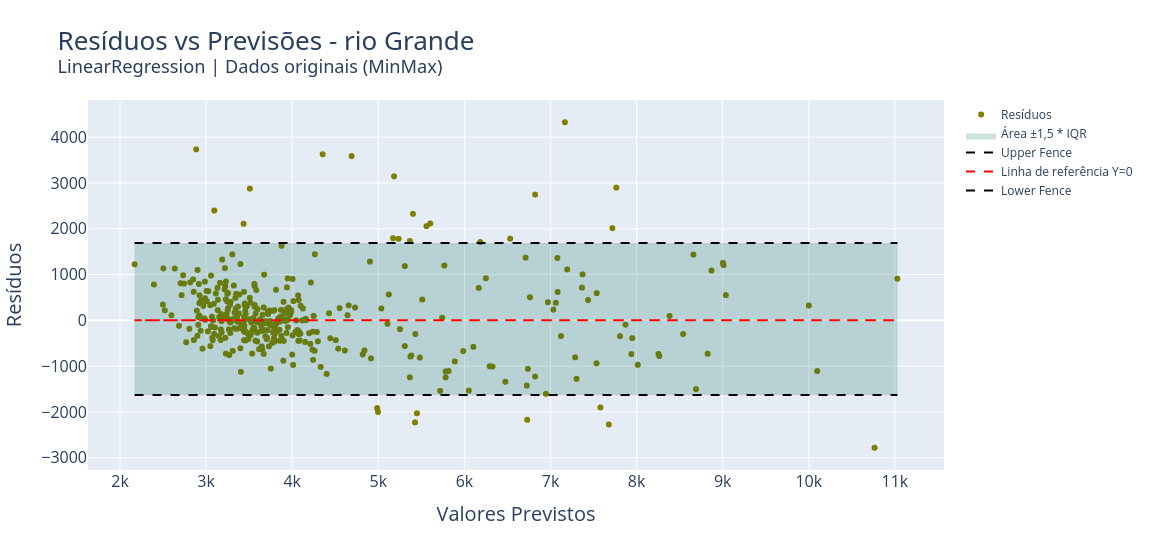 Resíduos vs Previsões - rio Grande
LinearRegression | Dados originais (MinMax)
Resíduos
4000
3000
2000
1000
0
−1000
−2000
−3000
2k
3k
4k
5k
6k
7k
8k
9k
10k
11k
Valores Previstos
Resíduos
Área ±1,5 * IQR
Upper Fence
Linha de referência Y=0
Lower Fence